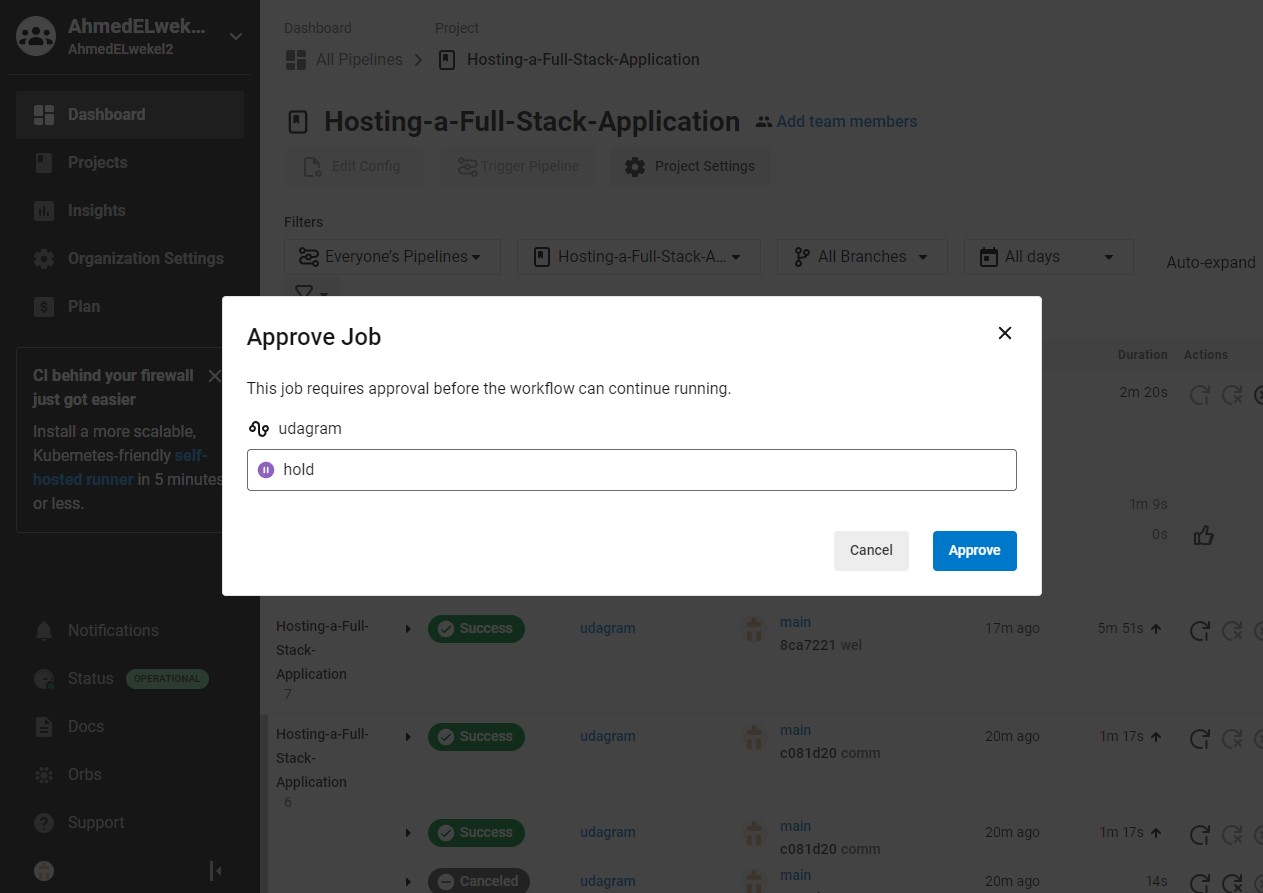 AhmedELwek...
AhmedELwekel2
Dashboard
Projects
Insights
Organization Settings
Plan
CI behind your firewall
just got easier
Install a more scalable,
Kubernetes-friendly self-
hosted runner in 5 minutes
or less.
Notifications
Status OPERATIONAL
Docs
Orbs
Support
Dashboard Project
All Pipelines Hosting-a-Full-Stack-Application
Hosting-a-Full-Stack-Application Add team members
Edit Config Trigger Pipeline Project Settings
Filters
Everyone's Pipelines Hosting-a-Full-Stack-A... All Branches All days Auto-expand
Duration Actions
2m 20s
1m 9s
0s
Approve Job
This job requires approval before the workflow can continue running.
udagram
hold
Cancel Approve
Hosting-a-Full-
Stack-
Application
7
Success udagram main 17m ago 5m 51s
8ca7221 wel
Hosting-a-Full-
Stack-
Application
6
Success udagram main 20m ago 1m 17s
c081d20 comm
Success udagram main 20m ago 1m 17s
c081d20 comm
Canceled udagram main 20m ago 14s